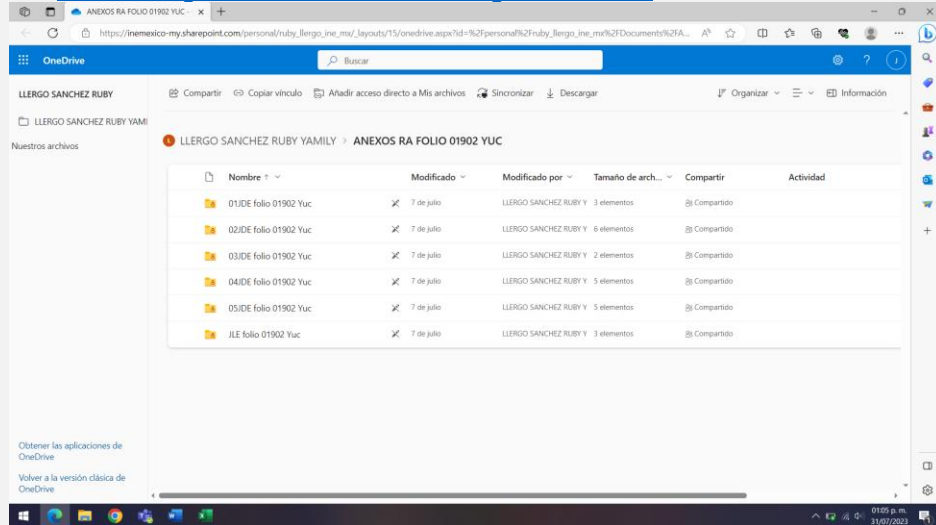 ANEXOS RA FOLIO 01902 YUC -
https://inemexico-my.sharepoint.com/personal/ruby_llergo_ine_mx/_layouts/15/onedrive.aspx?id=%2Fpersonal%2Fruby_llergo_ine_mx%2FDocuments%2FA...
OneDrive
Buscar
LLERGO SANCHEZ RUBY
Compartir Copiar vínculo Añadir acceso directo a Mis archivos Sincronizar Descargar Organizar Información
LLERGO SANCHEZ RUBY YAMI
Nuestros archivos
LLERGO SANCHEZ RUBY YAMILY > ANEXOS RA FOLIO 01902 YUC
Nombre Modificado Modificado por Tamaño de arch... Compartir Actividad
01JDE folio 01902 Yuc 7 de julio LLERGO SANCHEZ RUBY Y 3 elementos Compartido
02JDE folio 01902 Yuc 7 de julio LLERGO SANCHEZ RUBY Y 6 elementos Compartido
03JDE folio 01902 Yuc 7 de julio LLERGO SANCHEZ RUBY Y 2 elementos Compartido
04JDE folio 01902 Yuc 7 de julio LLERGO SANCHEZ RUBY Y 5 elementos Compartido
05JDE folio 01902 Yuc 7 de julio LLERGO SANCHEZ RUBY Y 5 elementos Compartido
JLE folio 01902 Yuc 7 de julio LLERGO SANCHEZ RUBY Y 3 elementos Compartido
Obtener las aplicaciones de
OneDrive
Volver a la versión clásica de
OneDrive
01:05 p. m.
31/07/2023